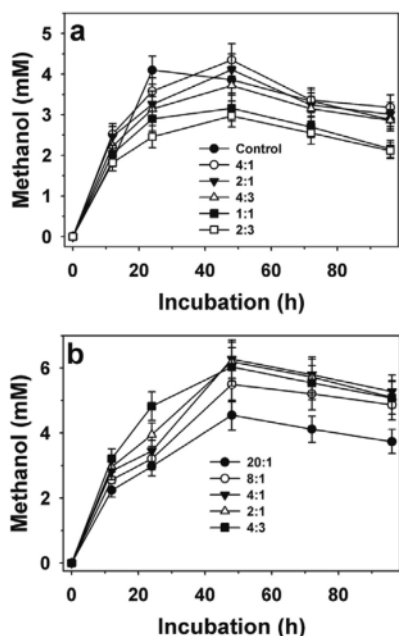 a
Methanol (mM)
5
4
3
2
1
0
Control
4:1
2:1
4:3
1:1
2:3
0 20 40 60 80
Incubation (h)
b
Methanol (mM)
6
4
2
0
20:1
8:1
4:1
2:1
4:3
0 20 40 60 80
Incubation (h)